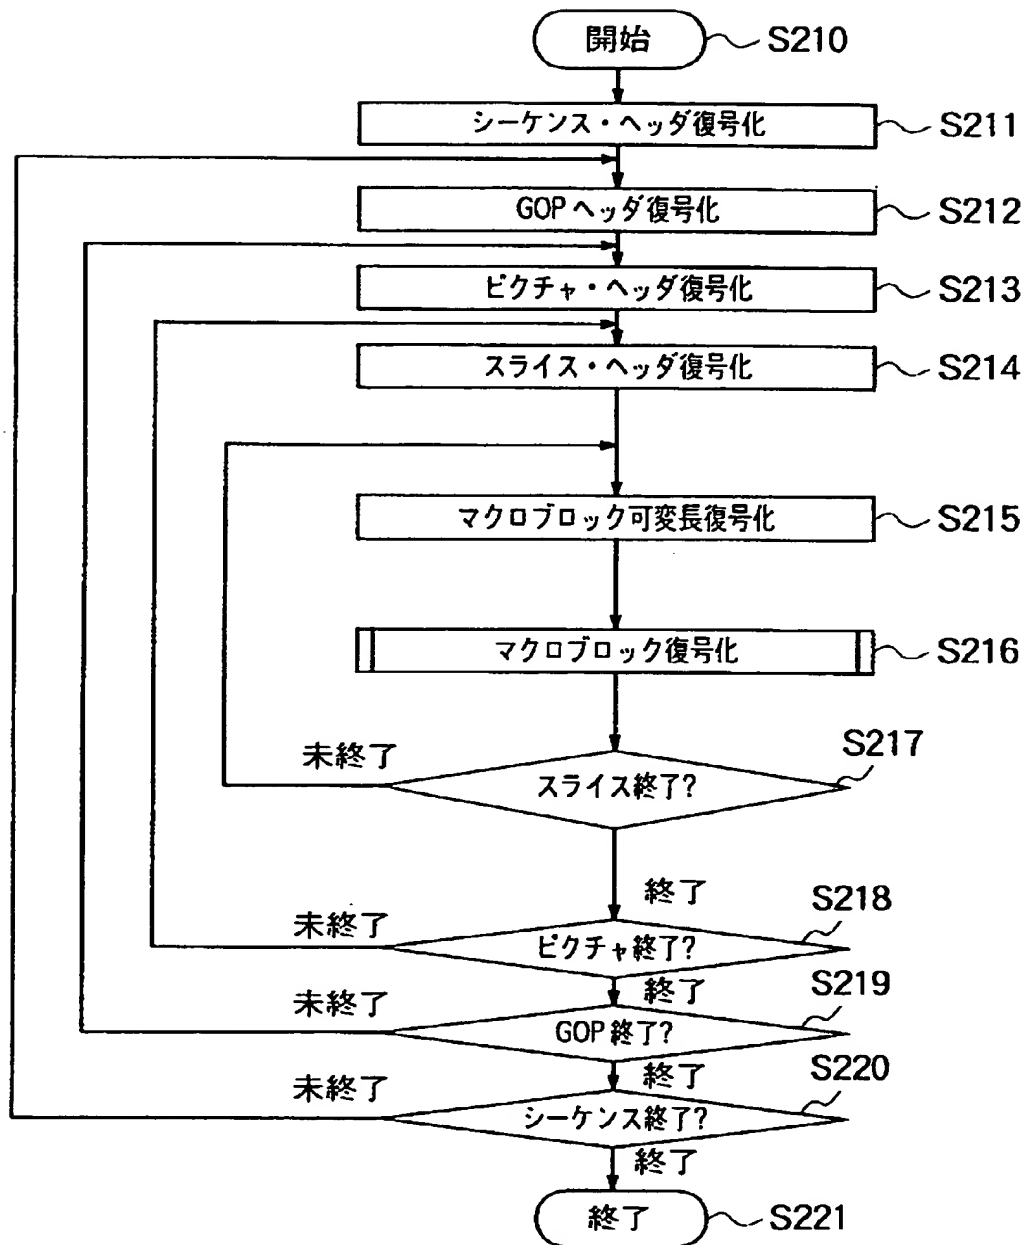 開始 S210
シーケンス・ヘッダ復号化 S211
GOPヘッダ復号化 S212
ピクチャ・ヘッダ復号化 S213
スライス・ヘッダ復号化 S214
マクロブロック可変長復号化 S215
マクロブロック復号化 S216
S217
未終了
スライス終了?
終了
S218
未終了
ピクチャ終了?
終了
S219
未終了
GOP終了?
終了
S220
未終了
シーケンス終了?
終了
終了 S221